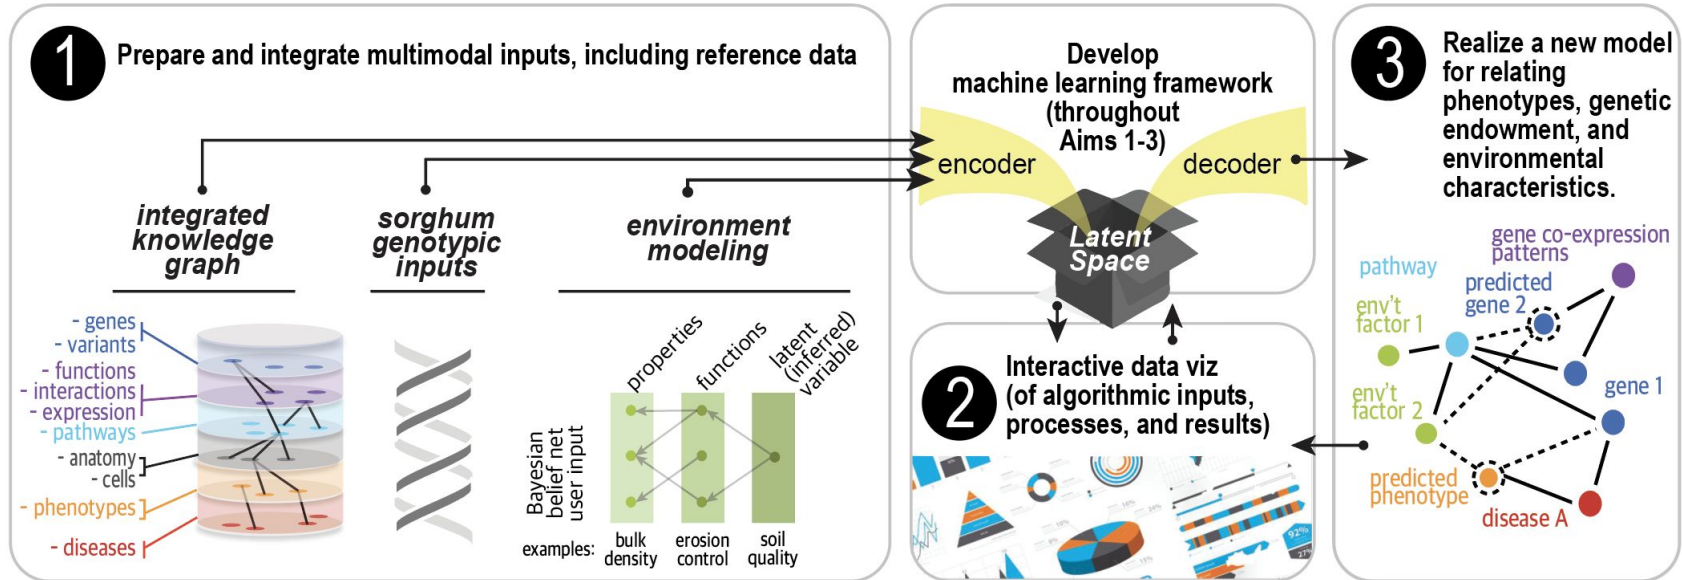 1
Prepare and integrate multimodal inputs, including reference data
integrated
knowledge
graph
- genes
- variants
- functions
- interactions
- expression
- pathways
- anatomy
- cells
- phenotypes
- diseases
sorghum
genotypic
inputs
environment
modeling
properties
functions
latent
(inferred)
variable
Bayesian
belief net
user input
examples:
bulk
density
erosion
control
soil
quality
Develop
machine learning framework
(throughout
Aims 1-3)
encoder
decoder
Latent
Space
2
Interactive data viz
(of algorithmic inputs,
processes, and results)
92%
27%
3
Realize a new model
for relating
phenotypes, genetic
endowment, and
environmental
characteristics.
gene co-expression
patterns
pathway
predicted
gene 2
env't
factor 1
env't
factor 2
gene 1
predicted
phenotype
disease A